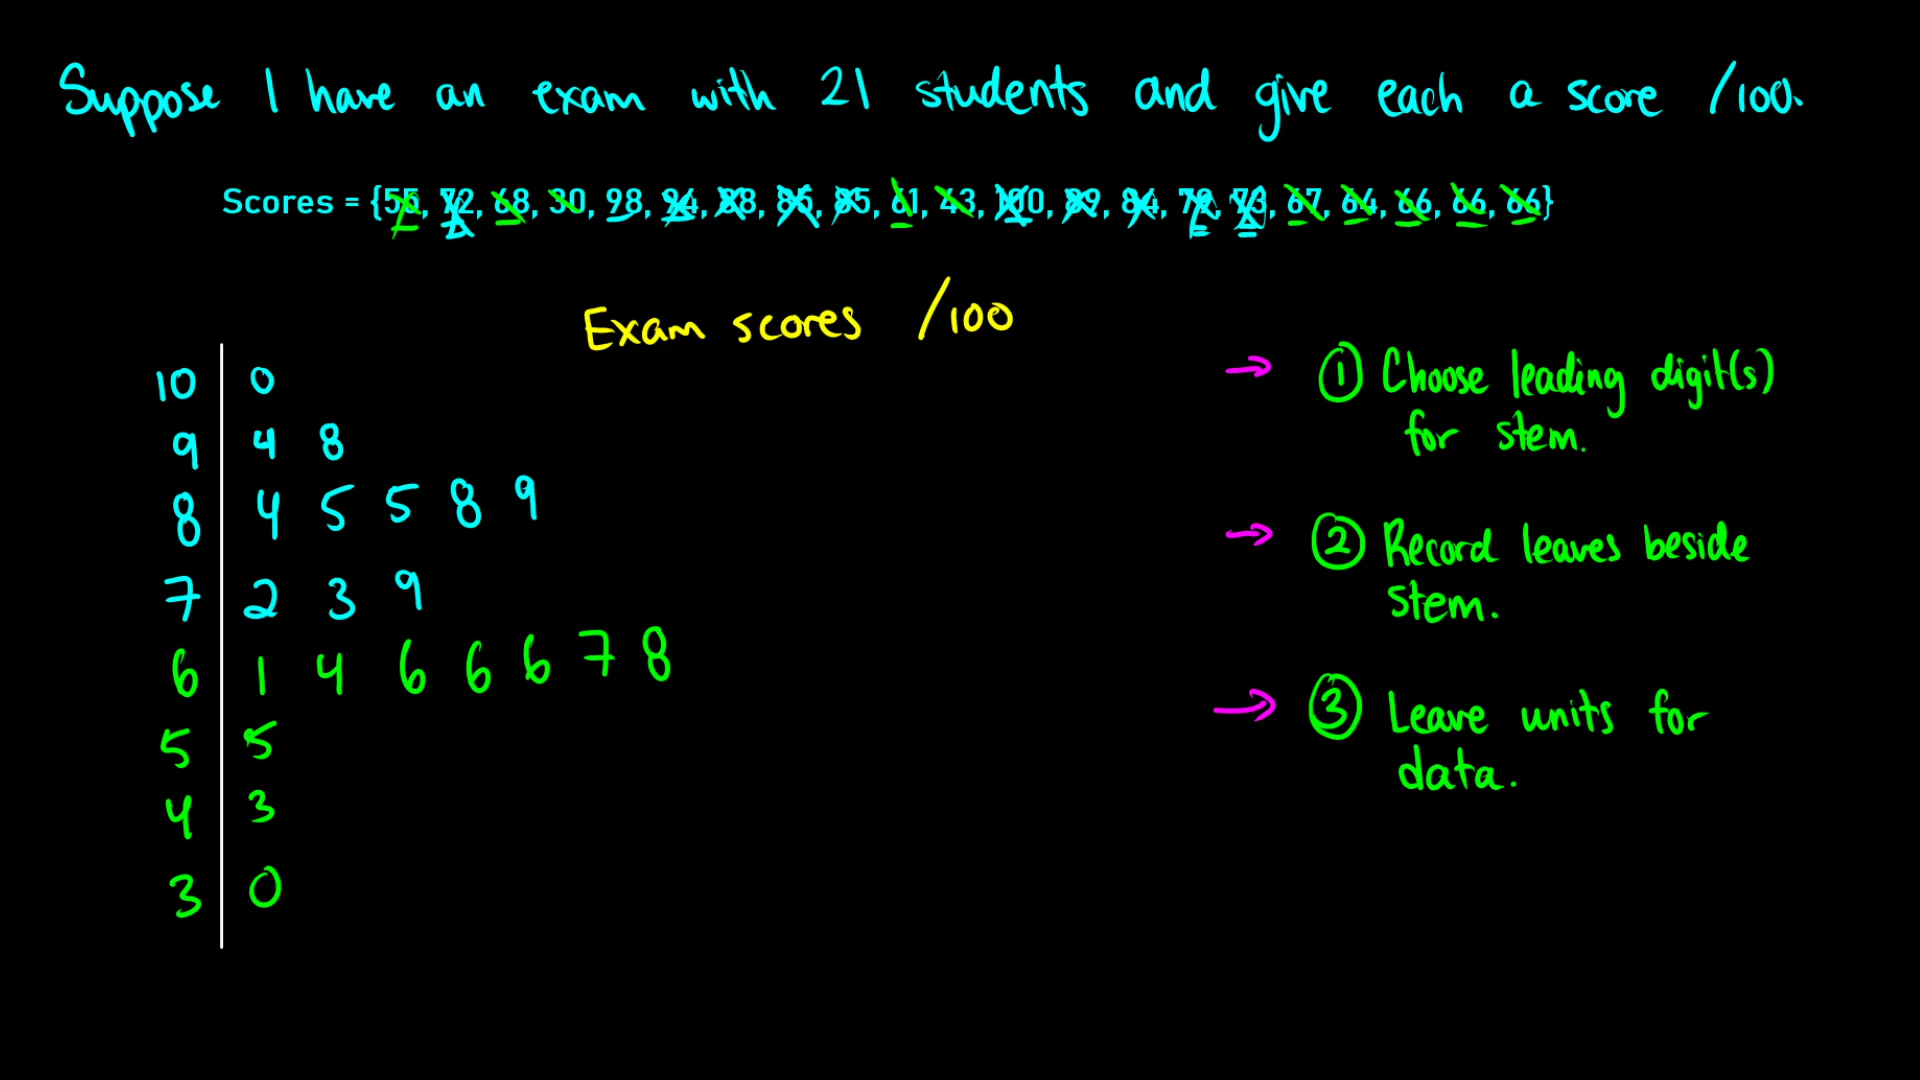 Suppose I have an exam with 21 students and give each a score /100.
Scores = {55, 72, 68, 30, 98, 94, 88, 85, 85, 61, 43, 100, 89, 84, 79, 73, 67, 64, 66, 66, 66}
Exam scores /100
10 0
9 4 8
8 4 5 5 8 9
7 2 3 9
6 1 4 6 6 6 7 8
5 5
4 3
3 0
→ ① Choose leading digit(s)
for stem.
→ ② Record leaves beside
stem.
→ ③ Leave units for
data.